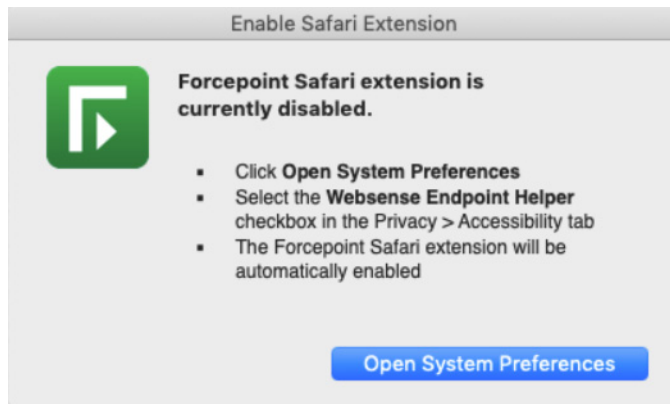 Enable Safari Extension
Forcepoint Safari extension is
currently disabled.
▪ Click Open System Preferences
▪ Select the Websense Endpoint Helper
checkbox in the Privacy > Accessibility tab
▪ The Forcepoint Safari extension will be
automatically enabled
Open System Preferences